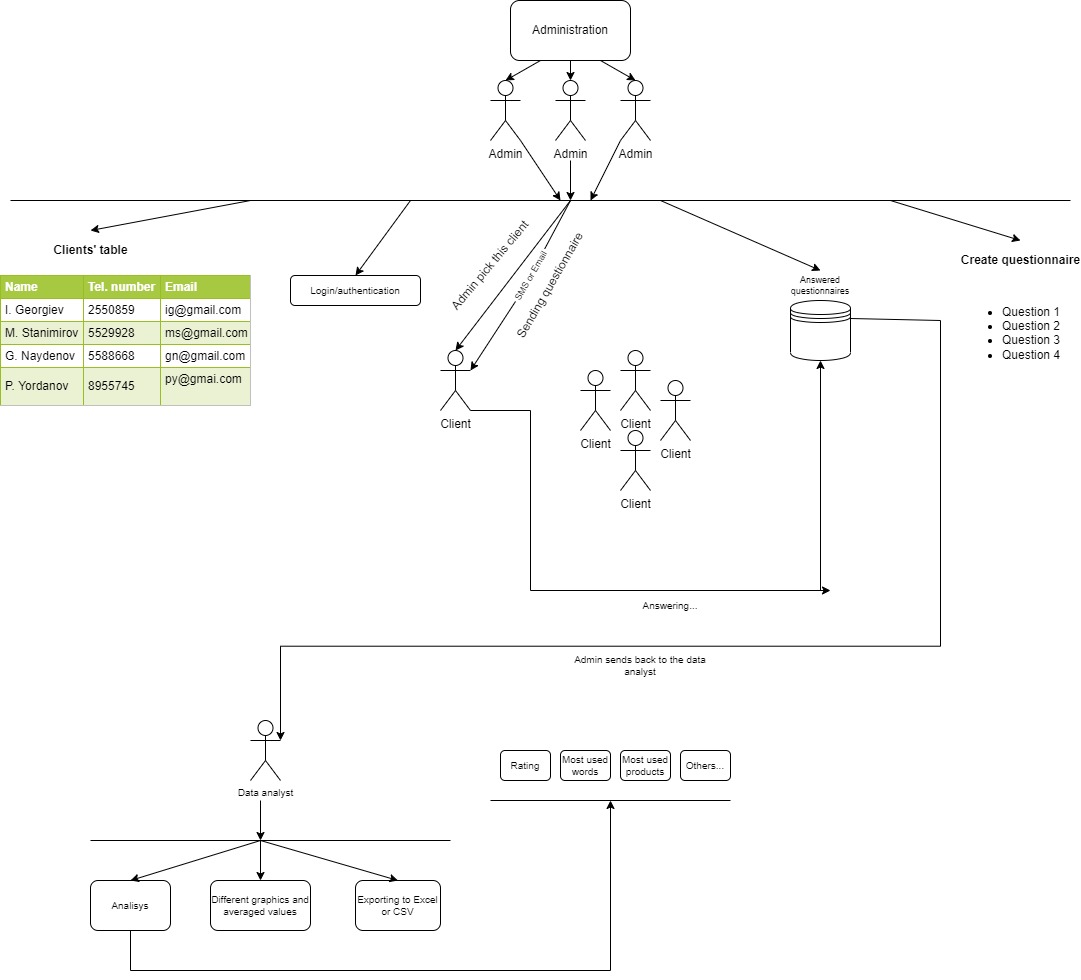 Administration
Admin
Admin
Admin
Clients' table
Name Tel. number Email
I. Georgiev 2550859 ig@gmail.com
M. Stanimirov 5529928 ms@gmail.com
G. Naydenov 5588668 gn@gmail.com
P. Yordanov 8955745 py@gmai.com
Login/authentication
Admin pick this client
SMS or Email
Sending questionnaire
Client
Client
Client
Client
Client
Answered
questionnaires
Create questionnaire
Question 1
Question 2
Question 3
Question 4
Answering...
Admin sends back to the data
analyst
Data analyst
Rating
Most used
words
Most used
products
Others...
Analisys
Different graphics and
averaged values
Exporting to Excel
or CSV